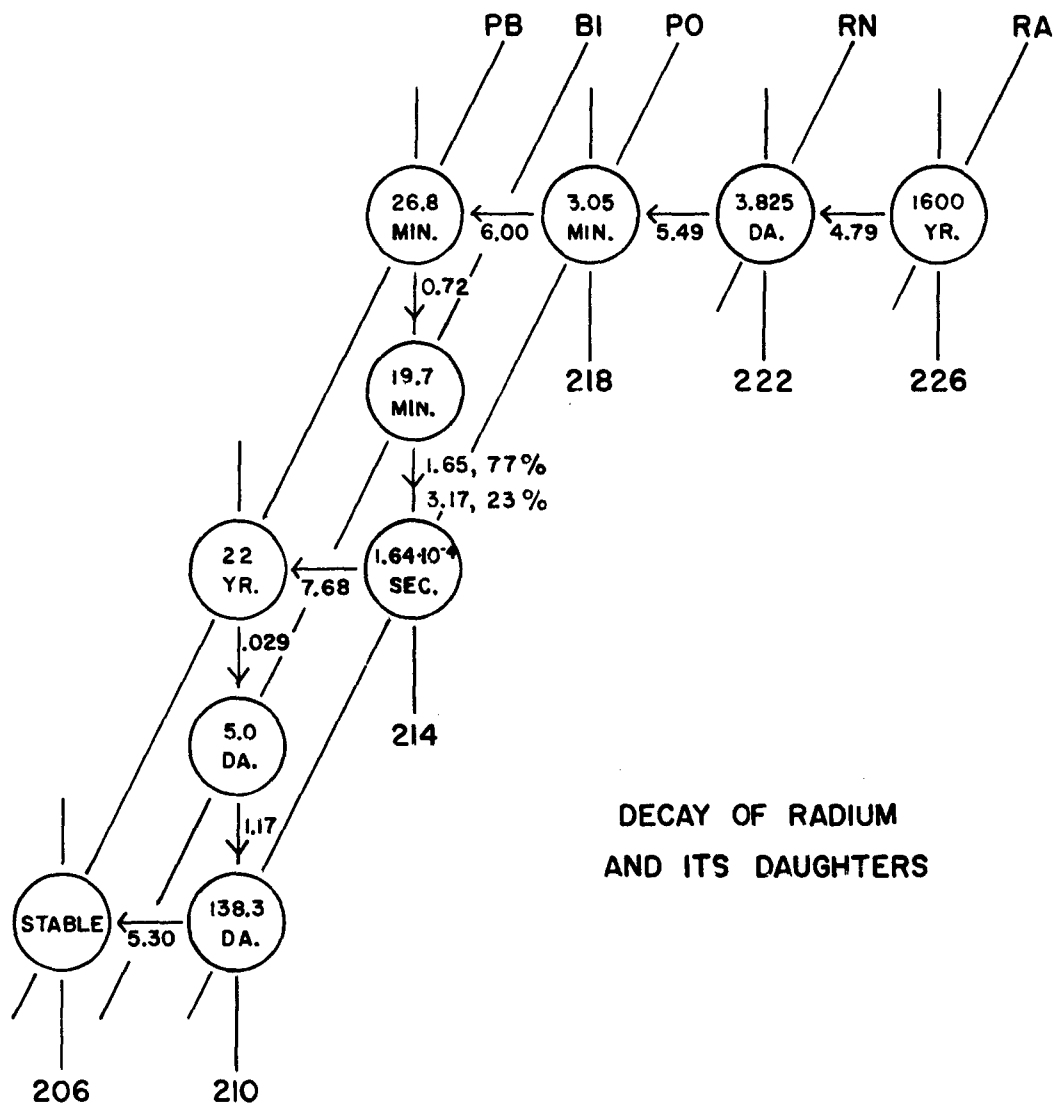 PB BI PO RN RA
26.8 MIN.
6.00
3.05 MIN.
5.49
3.825 DA.
4.79
1600 YR.
0.72
218 222 226
19.7 MIN.
1.65, 77%
3.17, 23%
22 YR.
7.68
1.64·10⁻⁴ SEC.
.029
214
5.0 DA.
1.17
DECAY OF RADIUM
AND ITS DAUGHTERS
STABLE
5.30
138.3 DA.
206 210